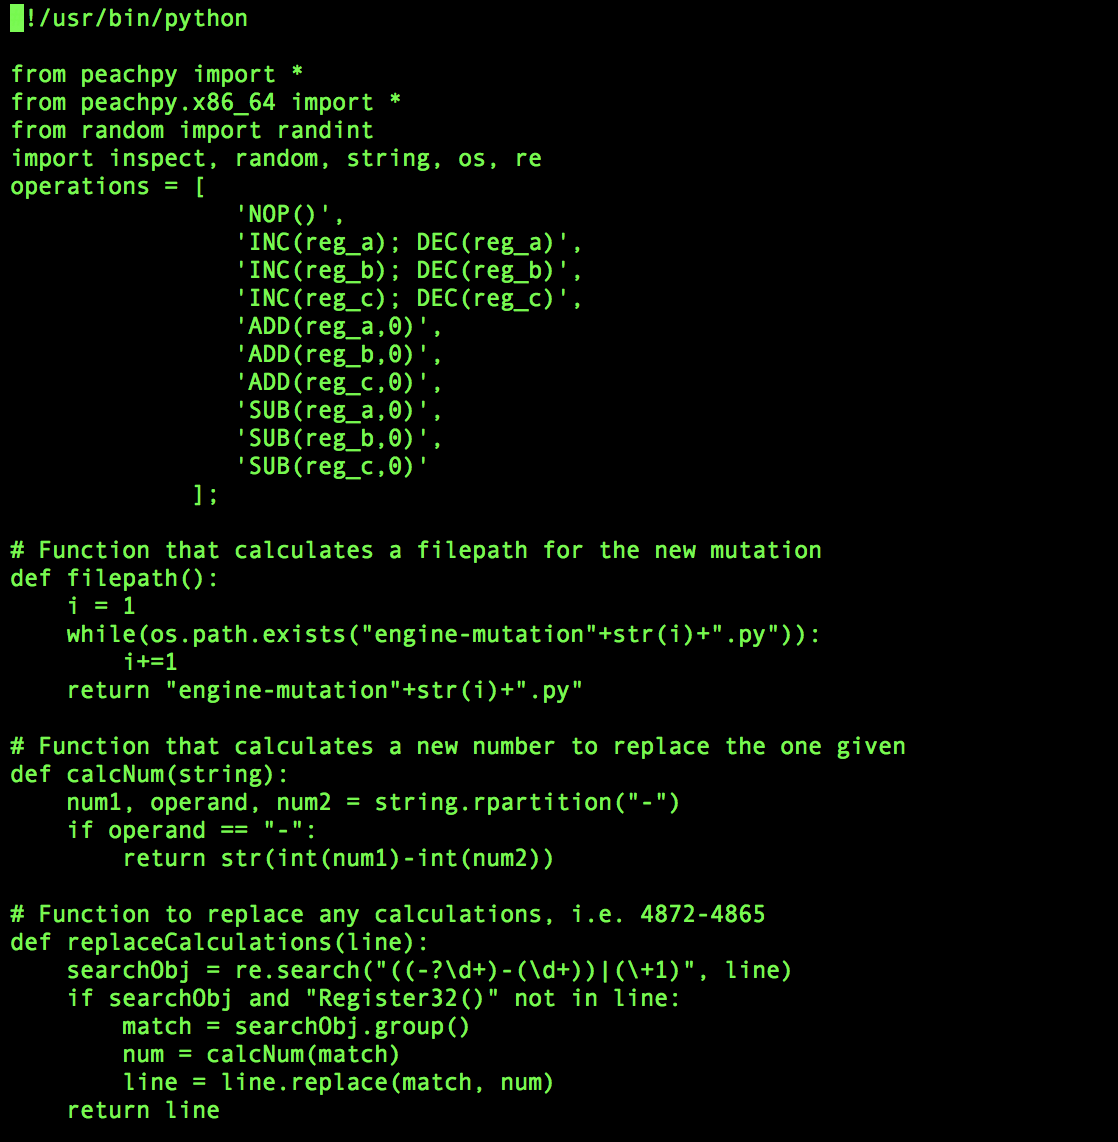 !/usr/bin/python
from peachpy import *
from peachpy.x86_64 import *
from random import randint
import inspect, random, string, os, re
operations = [
                'NOP()',
                'INC(reg_a); DEC(reg_a)',
                'INC(reg_b); DEC(reg_b)',
                'INC(reg_c); DEC(reg_c)',
                'ADD(reg_a,0)',
                'ADD(reg_b,0)',
                'ADD(reg_c,0)',
                'SUB(reg_a,0)',
                'SUB(reg_b,0)',
                'SUB(reg_c,0)'
             ];
# Function that calculates a filepath for the new mutation
def filepath():
    i = 1
    while(os.path.exists("engine-mutation"+str(i)+".py")):
        i+=1
    return "engine-mutation"+str(i)+".py"
# Function that calculates a new number to replace the one given
def calcNum(string):
    num1, operand, num2 = string.rpartition("-")
    if operand == "-":
        return str(int(num1)-int(num2))
# Function to replace any calculations, i.e. 4872-4865
def replaceCalculations(line):
    searchObj = re.search("((-?\d+)-(\d+))|(\+1)", line)
    if searchObj and "Register32()" not in line:
        match = searchObj.group()
        num = calcNum(match)
        line = line.replace(match, num)
    return line